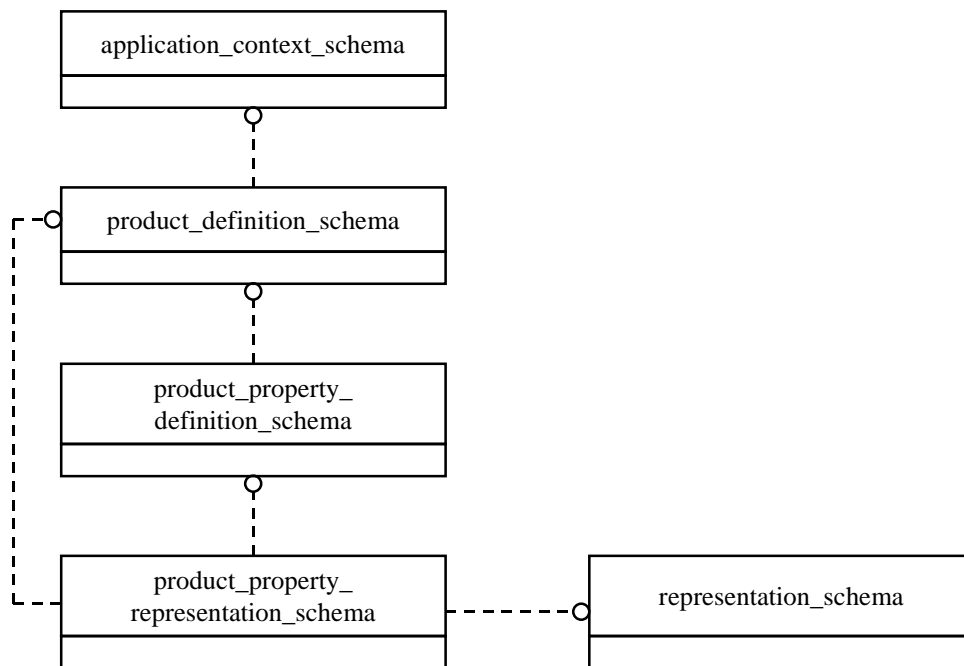 application_context_schema
product_definition_schema
product_property_
definition_schema
product_property_
representation_schema
representation_schema